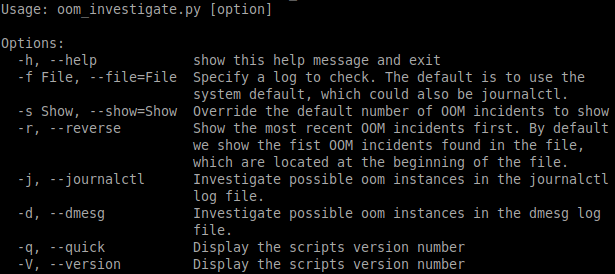 Usage: oom_investigate.py [option]
Options:
-h, --help show this help message and exit
-f File, --file=File Specify a log to check. The default is to use the
system default, which could also be journalctl.
-s Show, --show=Show Override the default number of OOM incidents to show
-r, --reverse Show the most recent OOM incidents first. By default
we show the fist OOM incidents found in the file,
which are located at the beginning of the file.
-j, --journalctl Investigate possible oom instances in the journalctl
log file.
-d, --dmesg Investigate possible oom instances in the dmesg log
file.
-q, --quick Display the scripts version number
-V, --version Display the scripts version number